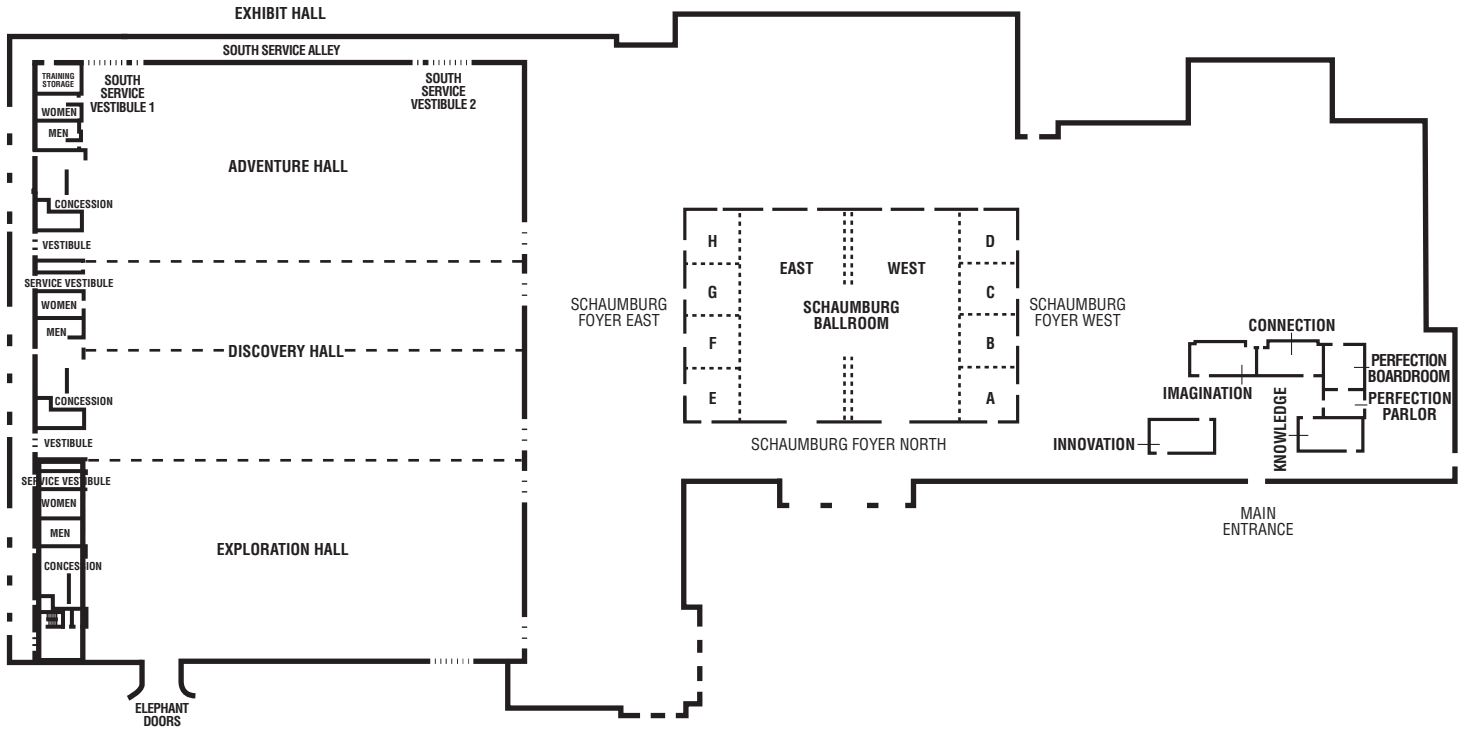 EXHIBIT HALL
SOUTH SERVICE ALLEY
TRAINING
STORAGE
SOUTH
SERVICE
VESTIBULE 1
SOUTH
SERVICE
VESTIBULE 2
WOMEN
MEN
ADVENTURE HALL
CONCESSION
VESTIBULE
SERVICE VESTIBULE
WOMEN
MEN
DISCOVERY HALL
CONCESSION
VESTIBULE
SERVICE VESTIBULE
WOMEN
MEN
EXPLORATION HALL
CONCESSION
ELEPHANT
DOORS
SCHAUMBURG
FOYER EAST
H
G
F
E
EAST
WEST
SCHAUMBURG
BALLROOM
D
C
B
A
SCHAUMBURG
FOYER WEST
SCHAUMBURG FOYER NORTH
CONNECTION
IMAGINATION
PERFECTION
BOARDROOM
PERFECTION
PARLOR
INNOVATION
KNOWLEDGE
MAIN
ENTRANCE